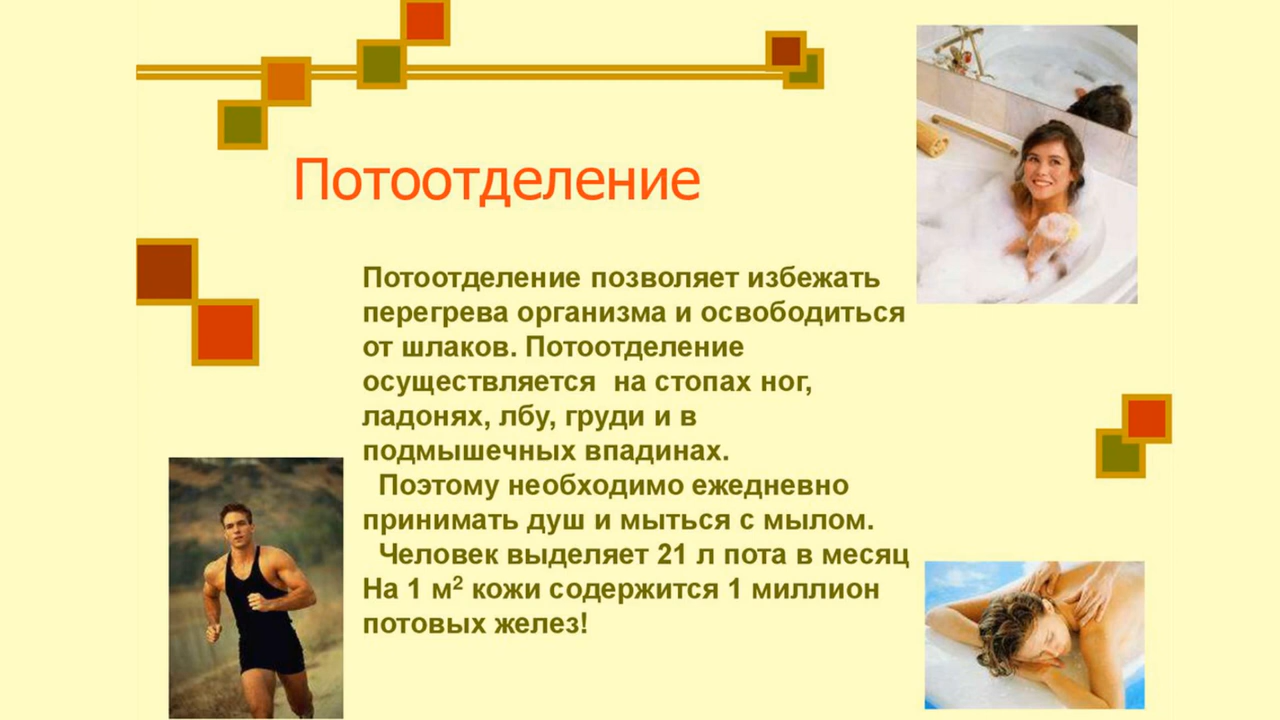 Потоотделение
Потоотделение позволяет избежать
перегрева организма и освободиться
от шлаков. Потоотделение
осуществляется на стопах ног,
ладонях, лбу, груди и в
подмышечных впадинах.
Поэтому необходимо ежедневно
принимать душ и мыться с мылом.
Человек выделяет 21 л пота в месяц
На 1 м² кожи содержится 1 миллион
потовых желез!